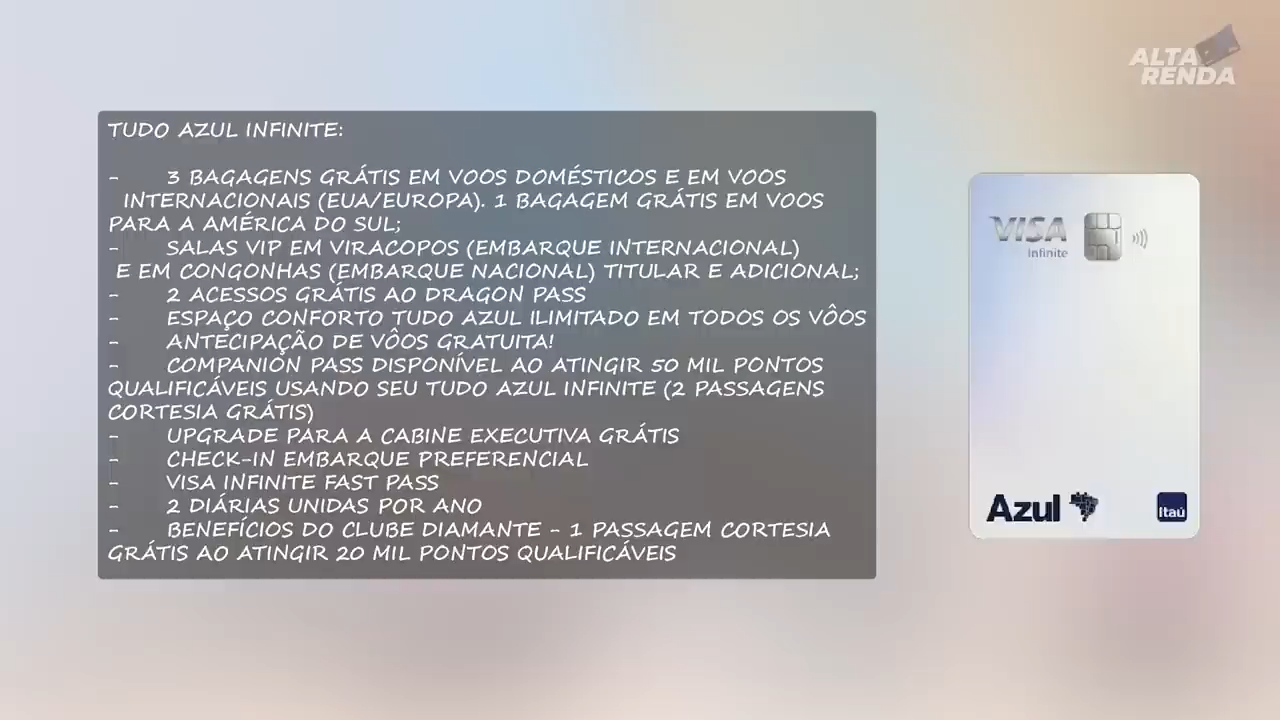 ALTA
RENDA
TUDO AZUL INFINITE:
- 3 BAGAGENS GRÁTIS EM VOOS DOMÉSTICOS E EM VOOS
INTERNACIONAIS (EUA/EUROPA). 1 BAGAGEM GRÁTIS EM VOOS
PARA A AMÉRICA DO SUL;
- SALAS VIP EM VIRACOPOS (EMBARQUE INTERNACIONAL)
E EM CONGONHAS (EMBARQUE NACIONAL) TITULAR E ADICIONAL;
- 2 ACESSOS GRÁTIS AO DRAGON PASS
- ESPAÇO CONFORTO TUDO AZUL ILIMITADO EM TODOS OS VÔOS
- ANTECIPAÇÃO DE VÔOS GRATUITA!
- COMPANION PASS DISPONÍVEL AO ATINGIR 50 MIL PONTOS
QUALIFICÁVEIS USANDO SEU TUDO AZUL INFINITE (2 PASSAGENS
CORTESIA GRÁTIS)
- UPGRADE PARA A CABINE EXECUTIVA GRÁTIS
- CHECK-IN EMBARQUE PREFERENCIAL
- VISA INFINITE FAST PASS
- 2 DIÁRIAS UNIDAS POR ANO
- BENEFÍCIOS DO CLUBE DIAMANTE - 1 PASSAGEM CORTESIA
GRÁTIS AO ATINGIR 20 MIL PONTOS QUALIFICÁVEIS
VISA
Infinite
Azul
Itaú